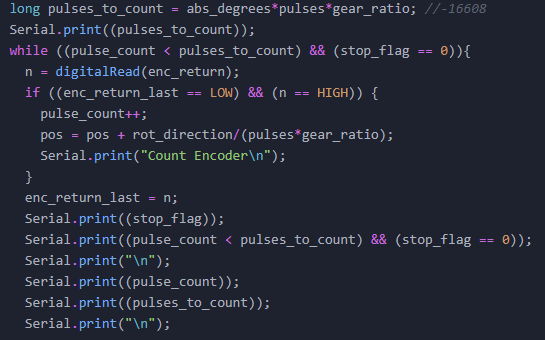 long pulses_to_count = abs_degrees*pulses*gear_ratio; //-16608
Serial.print((pulses_to_count));
while ((pulse_count < pulses_to_count) && (stop_flag == 0)){
  n = digitalRead(enc_return);
  if ((enc_return_last == LOW) && (n == HIGH)) {
    pulse_count++;
    pos = pos + rot_direction/(pulses*gear_ratio);
    Serial.print("Count Encoder\n");
  }
  enc_return_last = n;
  Serial.print((stop_flag));
  Serial.print((pulse_count < pulses_to_count) && (stop_flag == 0));
  Serial.print("\n");
  Serial.print((pulse_count));
  Serial.print((pulses_to_count));
  Serial.print("\n");